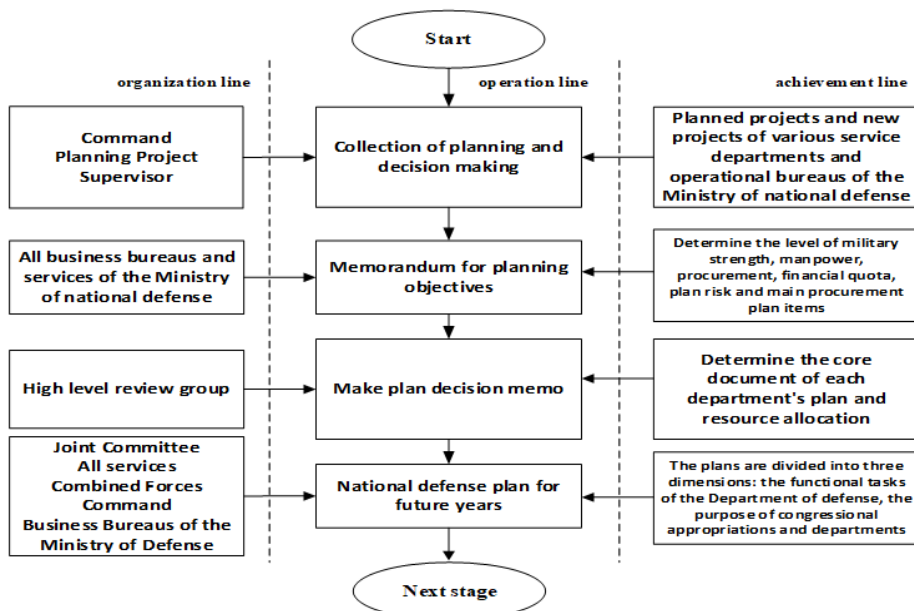 Start
organization line
operation line
achievement line
Command
Planning Project
Supervisor
Collection of planning and
decision making
Planned projects and new
projects of various service
departments and
operational bureaus of the
Ministry of national defense
All business bureaus and
services of the Ministry
of national defense
Memorandum for planning
objectives
Determine the level of military
strength, manpower,
procurement, financial quota,
plan risk and main procurement
plan items
High level review group
Make plan decision memo
Determine the core
document of each
department's plan and
resource allocation
Joint Committee
All services
Combined Forces
Command
Business Bureaus of the
Ministry of Defense
National defense plan for
future years
The plans are divided into three
dimensions: the functional tasks
of the Department of defense, the
purpose of congressional
appropriations and departments
Next stage